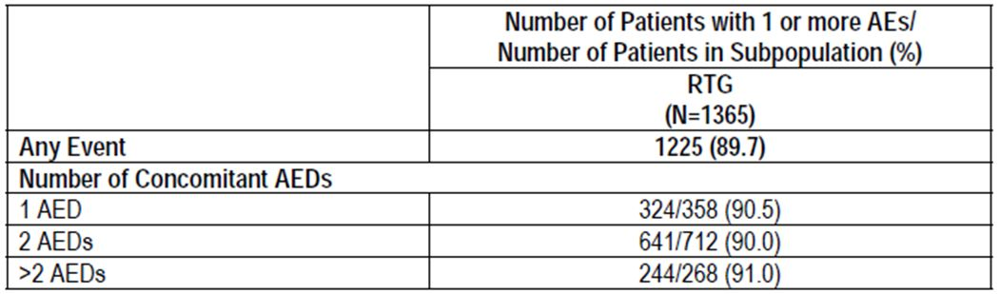 Number of Patients with 1 or more AEs/
Number of Patients in Subpopulation (%)
RTG
(N=1365)
Any Event 1225 (89.7)
Number of Concomitant AEDs
1 AED 324/358 (90.5)
2 AEDs 641/712 (90.0)
>2 AEDs 244/268 (91.0)